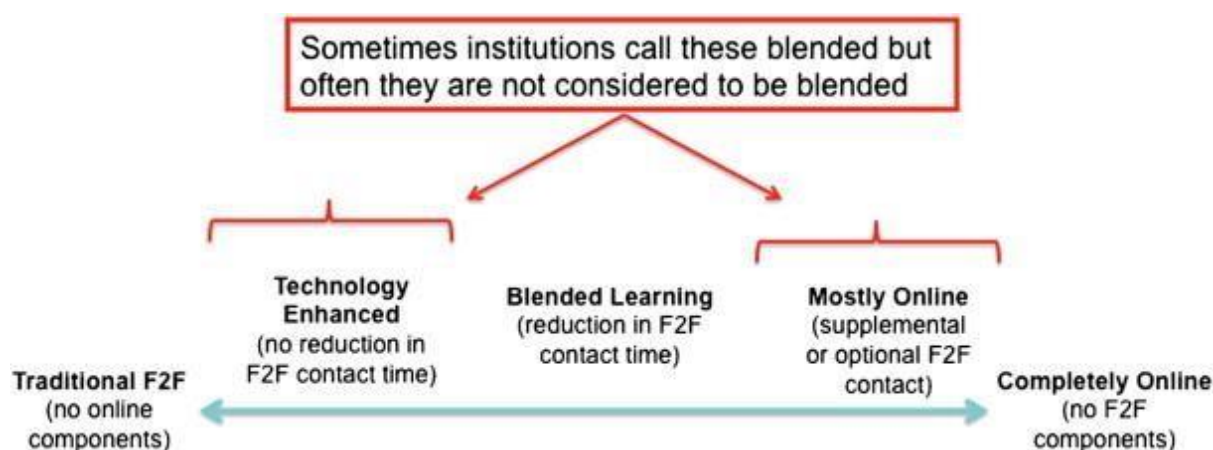 Sometimes institutions call these blended but
often they are not considered to be blended
Technology
Enhanced
(no reduction in
F2F contact time)
Blended Learning
(reduction in F2F
contact time)
Mostly Online
(supplemental
or optional F2F
contact)
Traditional F2F
(no online
components)
Completely Online
(no F2F
components)